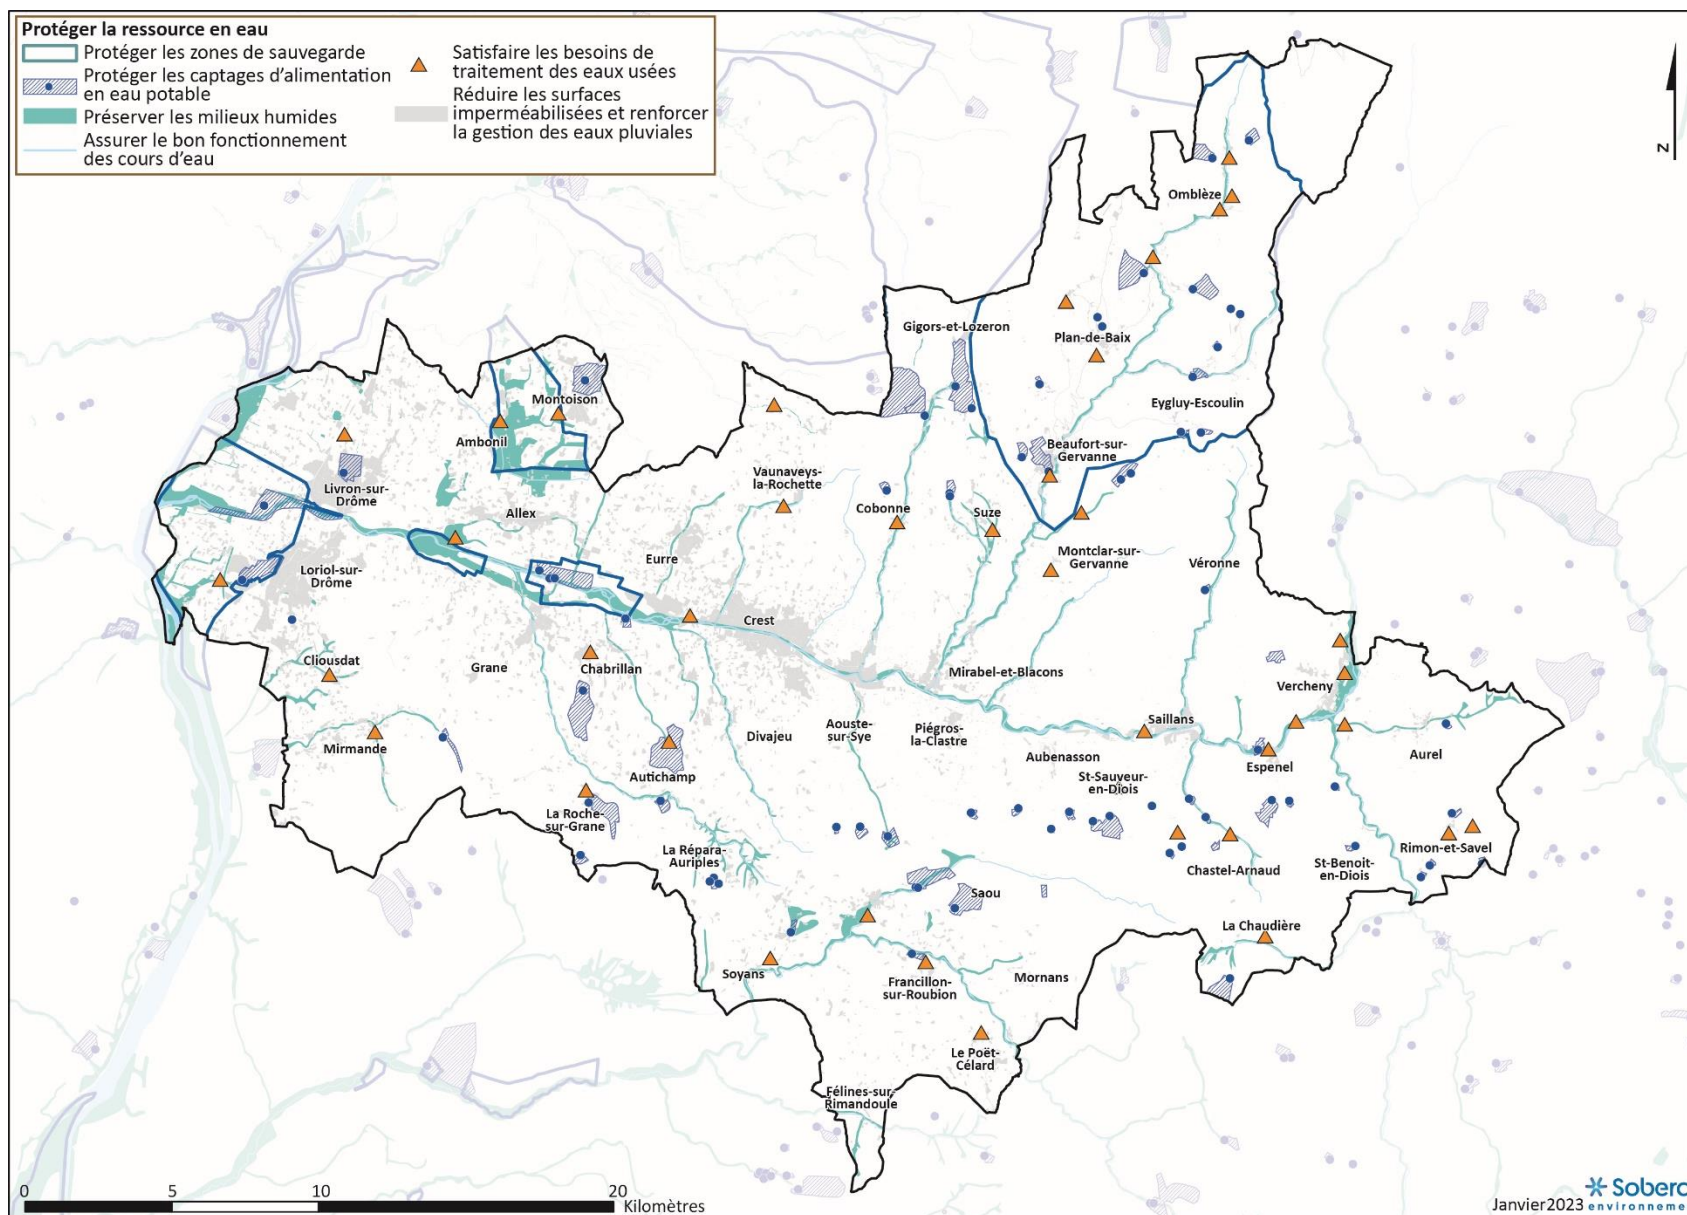 Protéger la ressource en eau
Protéger les zones de sauvegarde
Protéger les captages d'alimentation
en eau potable
Préserver les milieux humides
Assurer le bon fonctionnement
des cours d'eau
Satisfaire les besoins de
traitement des eaux usées
Réduire les surfaces
imperméabilisées et renforcer
la gestion des eaux pluviales
N
Omblèze
Gigors-et-Lozeron
Plan-de-Baix
Montoison
Eygluy-Escoulin
Ambonil
Beaufort-sur-
Gervanne
Vaunaveys-
la-Rochette
Livron-sur-
Drôme
Cobonne
Suze
Allex
Eurre
Montclar-sur-
Gervanne
Véronne
Loriol-sur-
Drôme
Crest
Cliousdat
Grane
Chabrillan
Mirabel-et-Blacons
Vercheny
Saillans
Mirmande
Divajeu
Aouste-
sur-Sye
Piégros-
la-Clastre
Aubenasson
Aurel
Espenel
Autichamp
St-Sauveur-
en-Diois
La Roche-
sur-Grane
La Répara-
Auriples
Rimon-et-Savel
Chastel-Arnaud
St-Benoit-
en-Diois
Saou
La Chaudière
Soyans
Francillon-
sur-Roubion
Mornans
Le Poët-
Célard
Félines-sur-
Rimandoule
0 5 10 20
Kilomètres
Janvier2023
Soberc
environneme